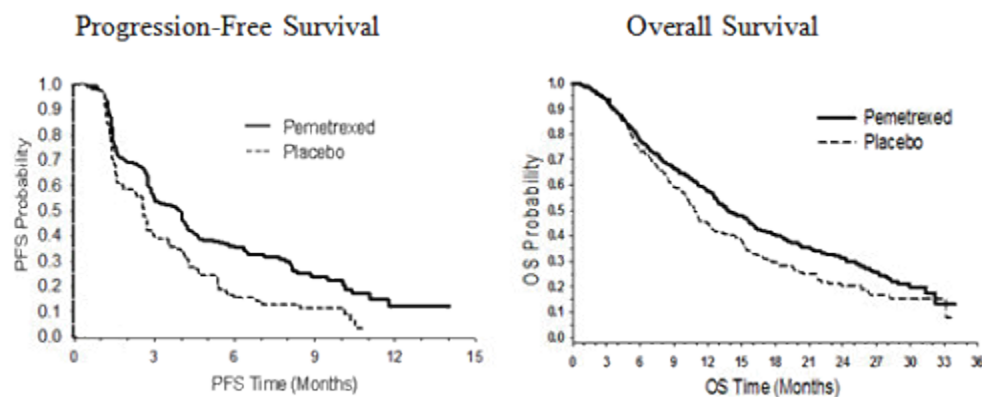 Progression-Free Survival
1.0
0.9
0.8
0.7
0.6
0.5
0.4
0.3
0.2
0.1
0.0
PFS Probability
Pemetrexed
Placebo
0 3 6 9 12 15
PFS Time (Months)
Overall Survival
1.0
0.9
0.8
0.7
0.6
0.5
0.4
0.3
0.2
0.1
0.0
OS Probability
Pemetrexed
Placebo
0 3 6 9 12 15 18 21 24 27 30 33 36
OS Time (Months)